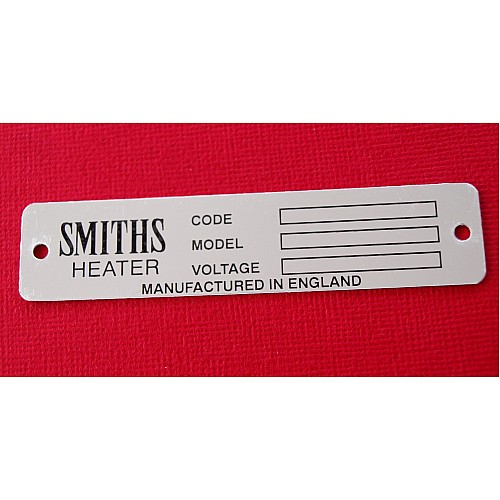 SMITHS
HEATER
CODE
MODEL
VOLTAGE
MANUFACTURED IN ENGLAND